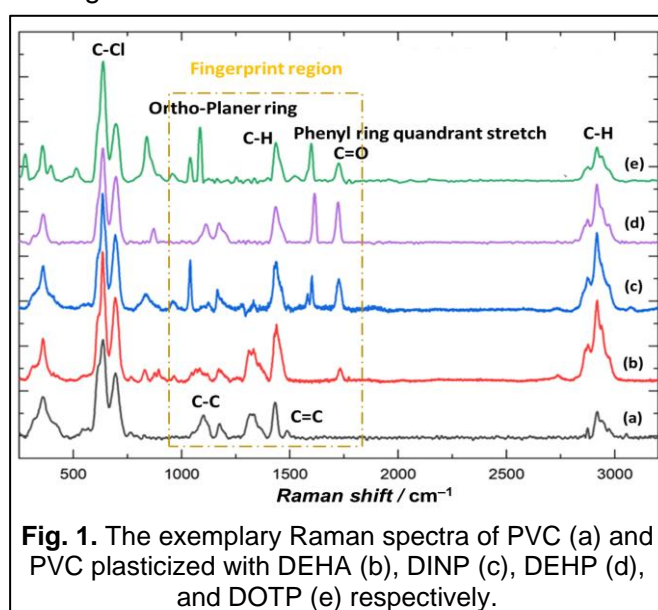 C-Cl
Fingerprint region
Ortho-Planer ring
C-H
Phenyl ring quandrant stretch
C=O
C-H
(e)
(d)
(c)
(b)
C-C
C=C
(a)
500 1000 1500 2000 2500 3000
Raman shift / cm⁻¹
Fig. 1. The exemplary Raman spectra of PVC (a) and
PVC plasticized with DEHA (b), DINP (c), DEHP (d),
and DOTP (e) respectively.